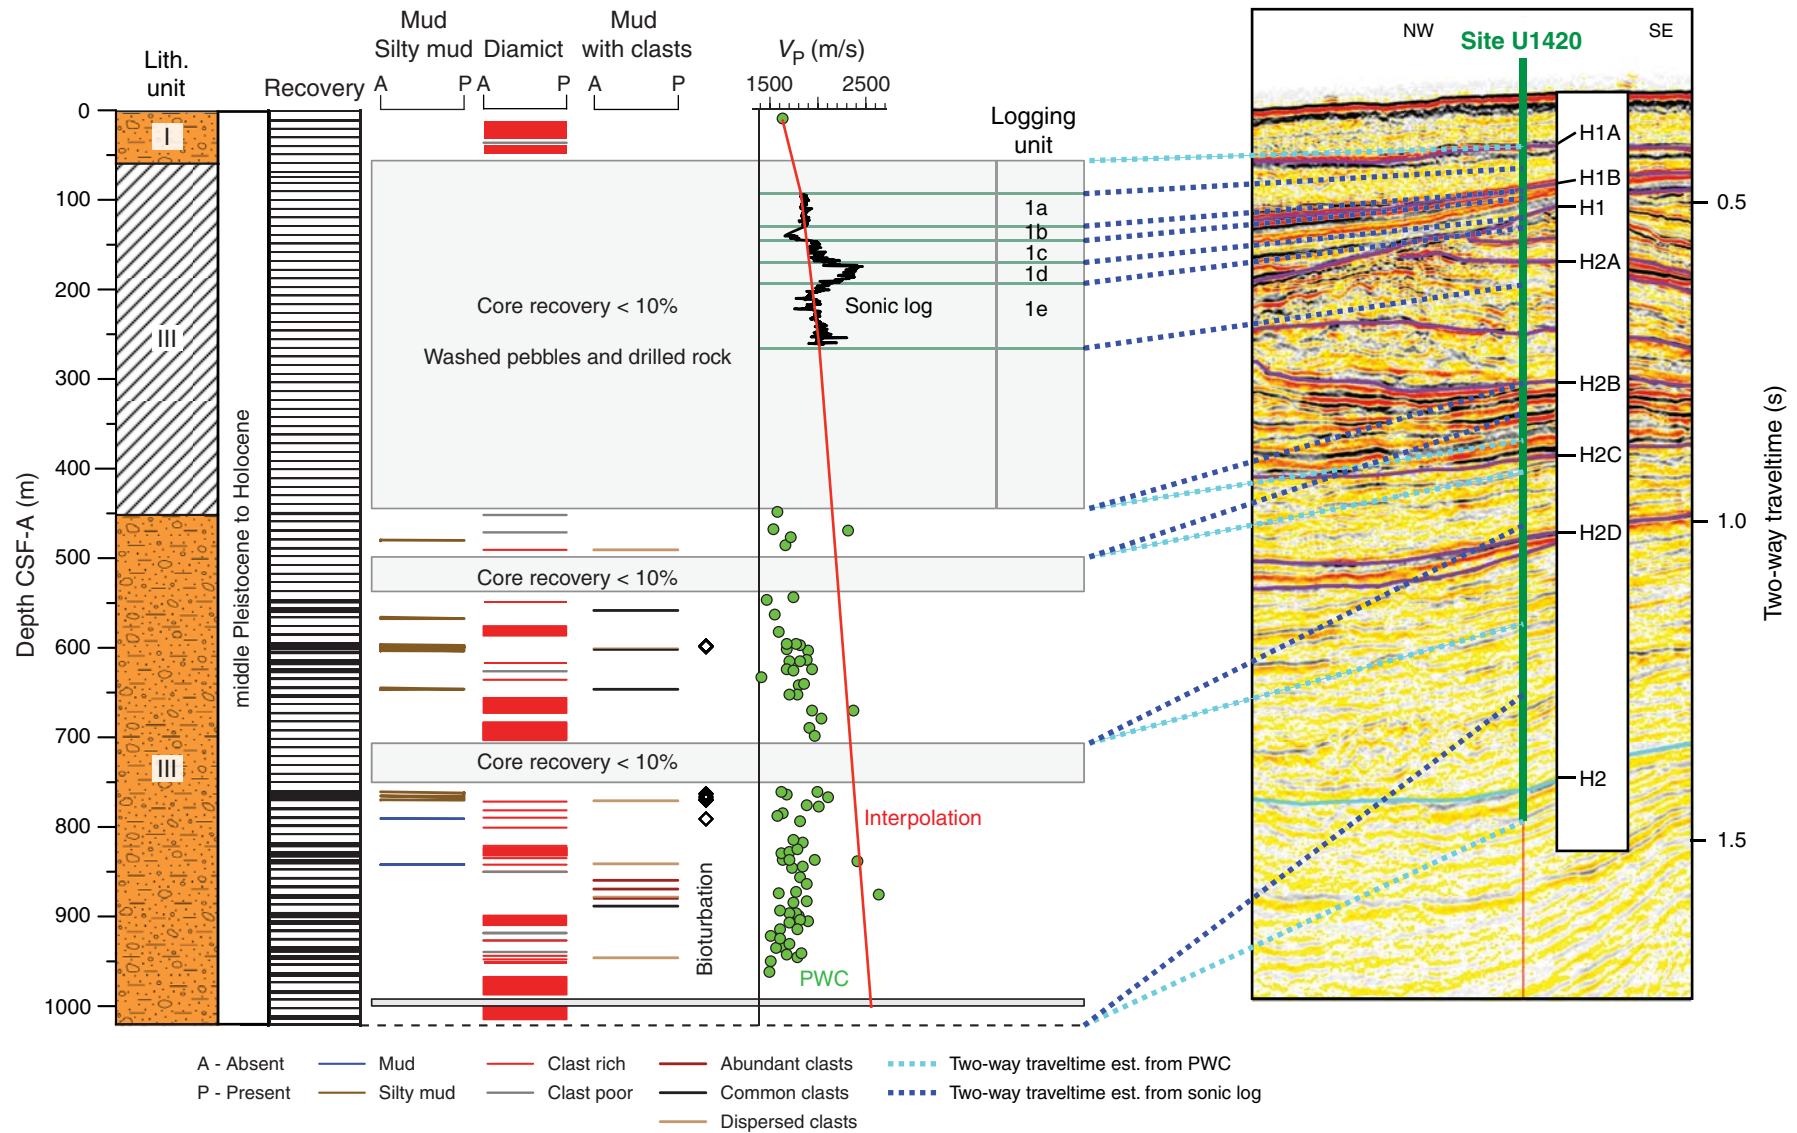 Mud
Silty mud
Diamict
Mud
with clasts
VP (m/s)
Lith.
unit
Recovery
A P A P A P
1500 2500
Logging
unit
NW
Site U1420
SE
0
100
200
300
400
500
600
700
800
900
1000
Depth CSF-A (m)
I
III
III
middle Pleistocene to Holocene
Core recovery < 10%
Washed pebbles and drilled rock
Sonic log
1a
1b
1c
1d
1e
Core recovery < 10%
Core recovery < 10%
Interpolation
Bioturbation
PWC
H1A
H1B
H1
H2A
H2B
H2C
H2D
H2
0.5
1.0
1.5
Two-way traveltime (s)
A - Absent
P - Present
Mud
Silty mud
Clast rich
Clast poor
Abundant clasts
Common clasts
Dispersed clasts
Two-way traveltime est. from PWC
Two-way traveltime est. from sonic log